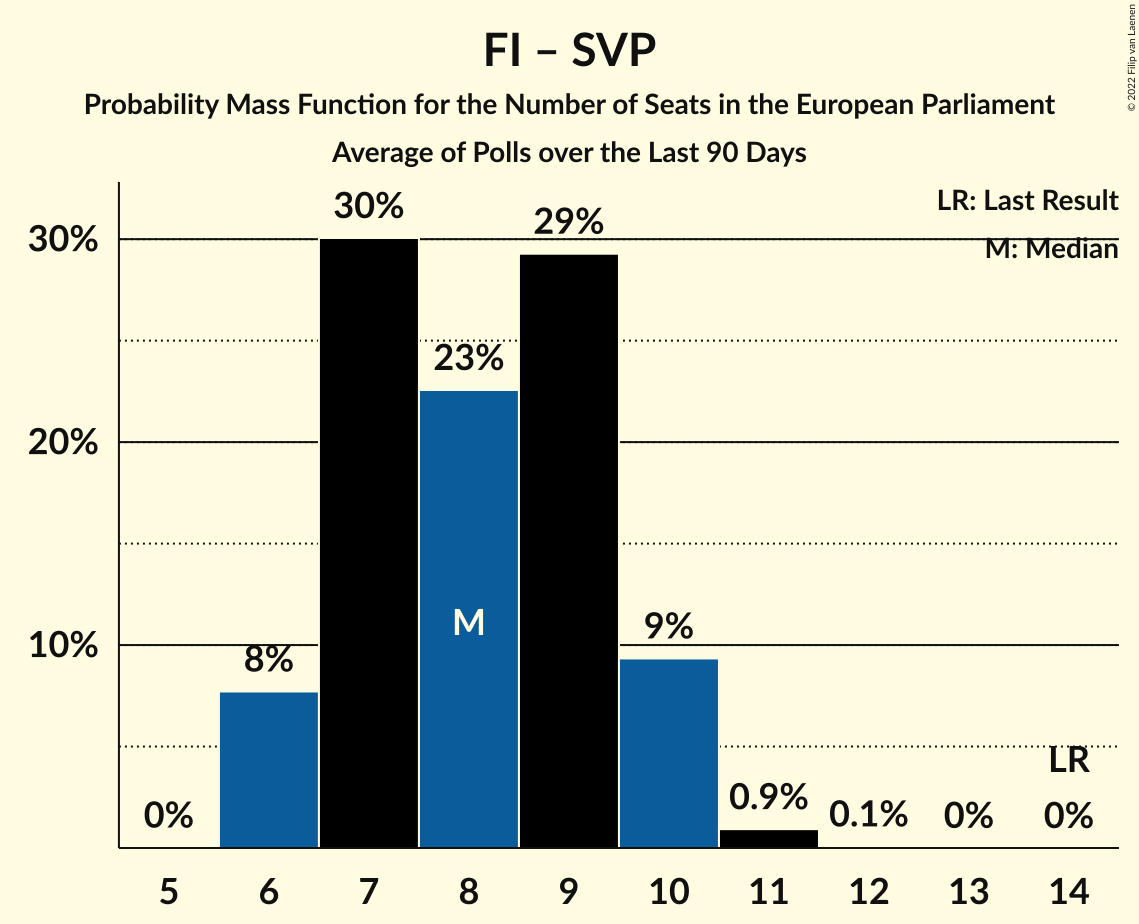 FI – SVP
Probability Mass Function for the Number of Seats in the European Parliament
Average of Polls over the Last 90 Days
© 2022 Filip van Laenen
LR: Last Result
M: Median
30%
20%
10%
0%
8%
30%
23%
M
29%
9%
0.9%
0.1%
0%
LR
0%
5 6 7 8 9 10 11 12 13 14